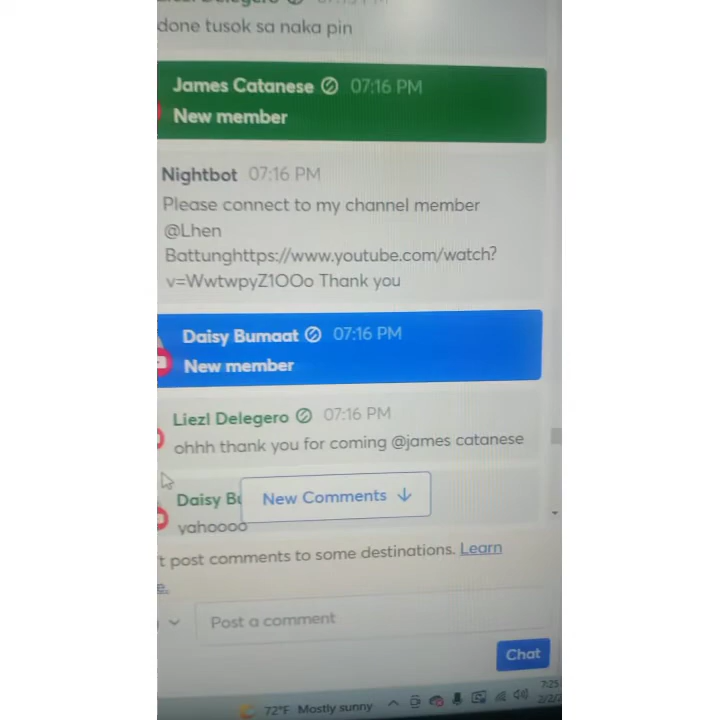 done tusok sa naka pin
James Catanese 07:16 PM
New member
Nightbot 07:16 PM
Please connect to my channel member
@Lhen
Battunghttps://www.youtube.com/watch?
v=WwtwpyZ1OOo Thank you
Daisy Bumaat 07:16 PM
New member
Liezl Delegero 07:16 PM
ohhh thank you for coming @james catanese
New Comments
Daisy
yahoooo
't post comments to some destinations. Learn
Post a comment
Chat
7:25
72°F Mostly sunny